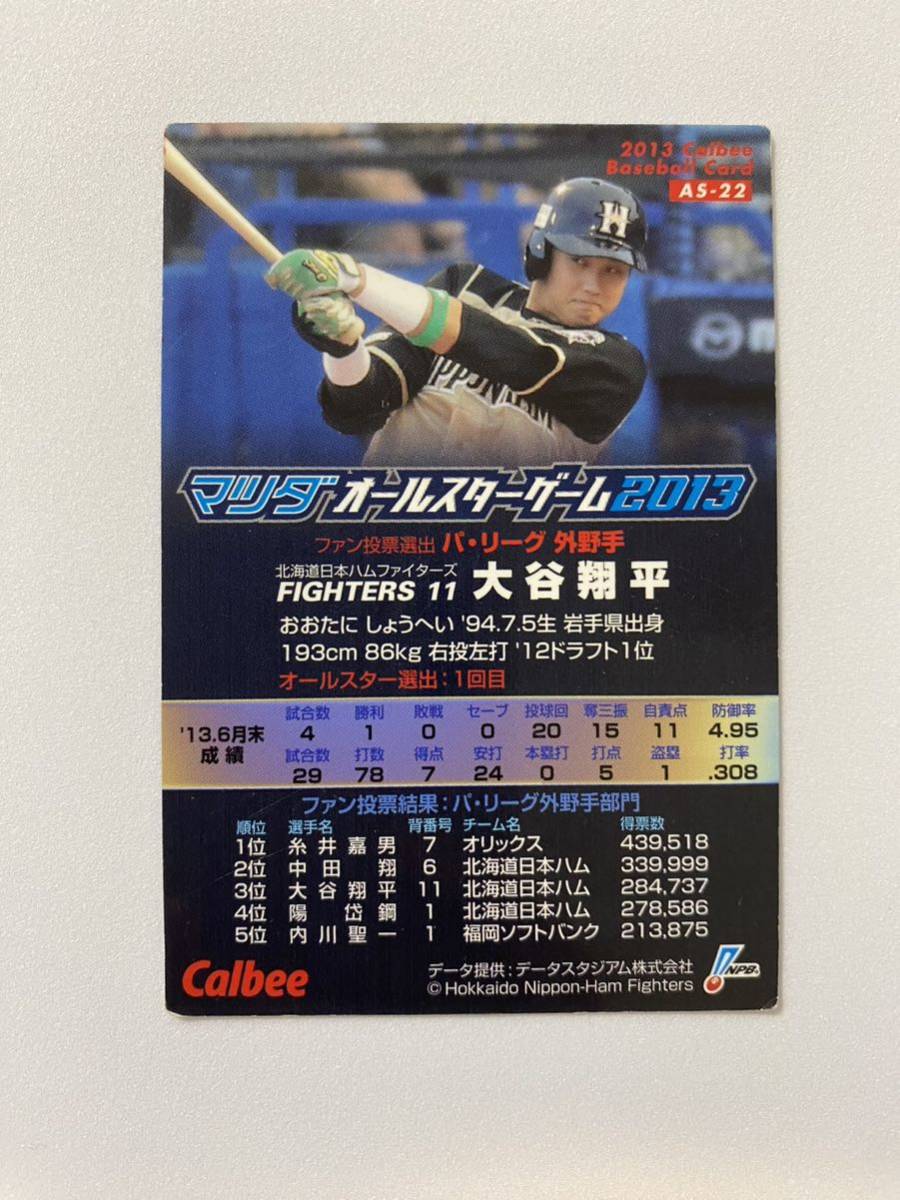 2013 Calbee
Baseball Card
AS-22
H
マツダオールスターゲーム2013
ファン投票選出 パ・リーグ 外野手
北海道日本ハムファイターズ
FIGHTERS 11 大谷翔平
おおたに しょうへい '94.7.5生 岩手県出身
193cm 86kg 右投左打 '12ドラフト1位
オールスター選出：1回目
'13.6月末成績
試合数 勝利 敗戦 セーブ 投球回 奪三振 自責点 防御率
4 1 0 0 20 15 11 4.95
試合数 打数 得点 安打 本塁打 打点 盗塁 打率
29 78 7 24 0 5 1 .308
ファン投票結果：パ・リーグ外野手部門
順位 選手名 背番号 チーム名 得票数
1位 糸井嘉男 7 オリックス 439,518
2位 中田翔 6 北海道日本ハム 339,999
3位 大谷翔平 11 北海道日本ハム 284,737
4位 陽岱鋼 1 北海道日本ハム 278,586
5位 内川聖一 1 福岡ソフトバンク 213,875
Calbee
データ提供：データスタジアム株式会社
©Hokkaido Nippon-Ham Fighters
NPB